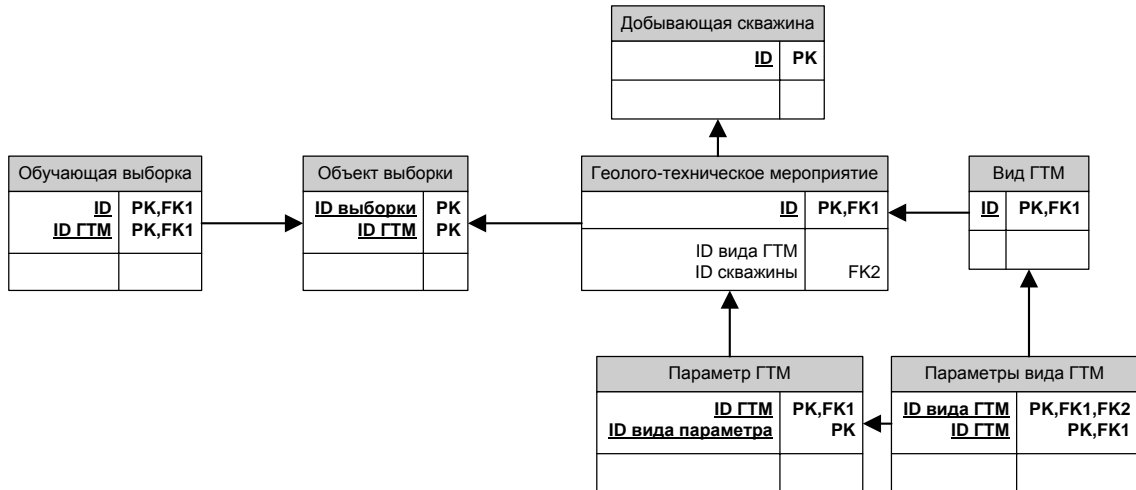 Добывающая скважина
ID PK
Обучающая выборка
ID PK,FK1
ID ГТМ PK,FK1
Объект выборки
ID выборки PK
ID ГТМ PK
Геолого-техническое мероприятие
ID PK,FK1
ID вида ГТМ
ID скважины FK2
Вид ГТМ
ID PK,FK1
Параметр ГТМ
ID ГТМ PK,FK1
ID вида параметра PK
Параметры вида ГТМ
ID вида ГТМ PK,FK1,FK2
ID ГТМ PK,FK1